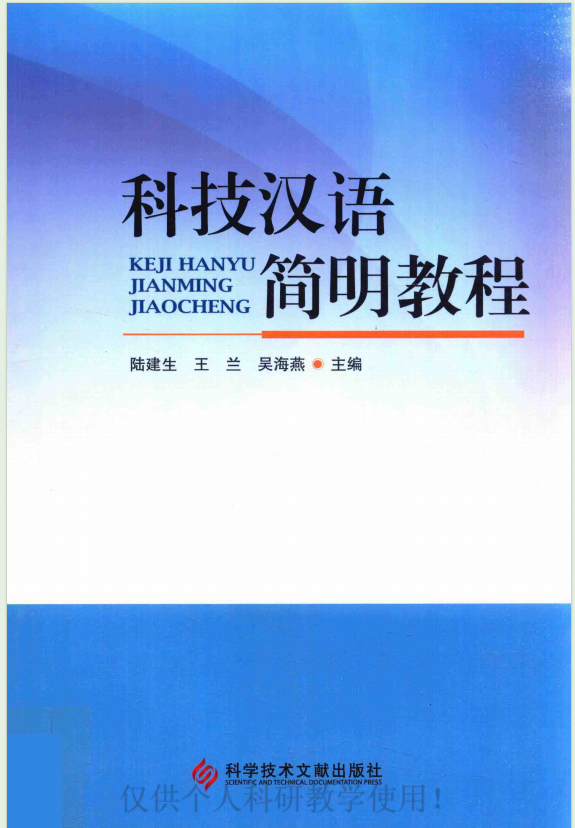 科技汉语
KEJI HANYU
JIANMING
JIAOCHENG
简明教程
陆建生 王 兰 吴海燕 主编
科学技术文献出版社
SCIENTIFIC AND TECHNICAL DOCUMENTATION PRESS
仅供个人科研教学使用!